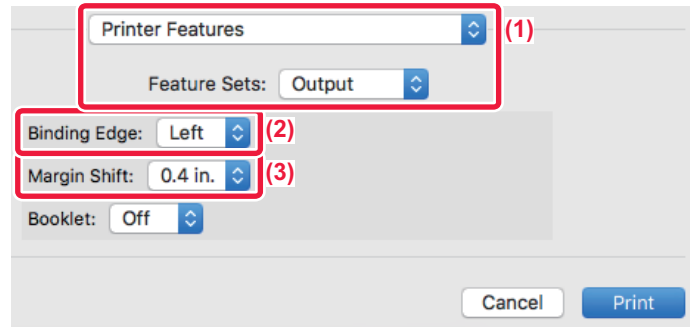 Printer Features (1)
Feature Sets: Output
Binding Edge: Left (2)
Margin Shift: 0.4 in. (3)
Booklet: Off
Cancel Print